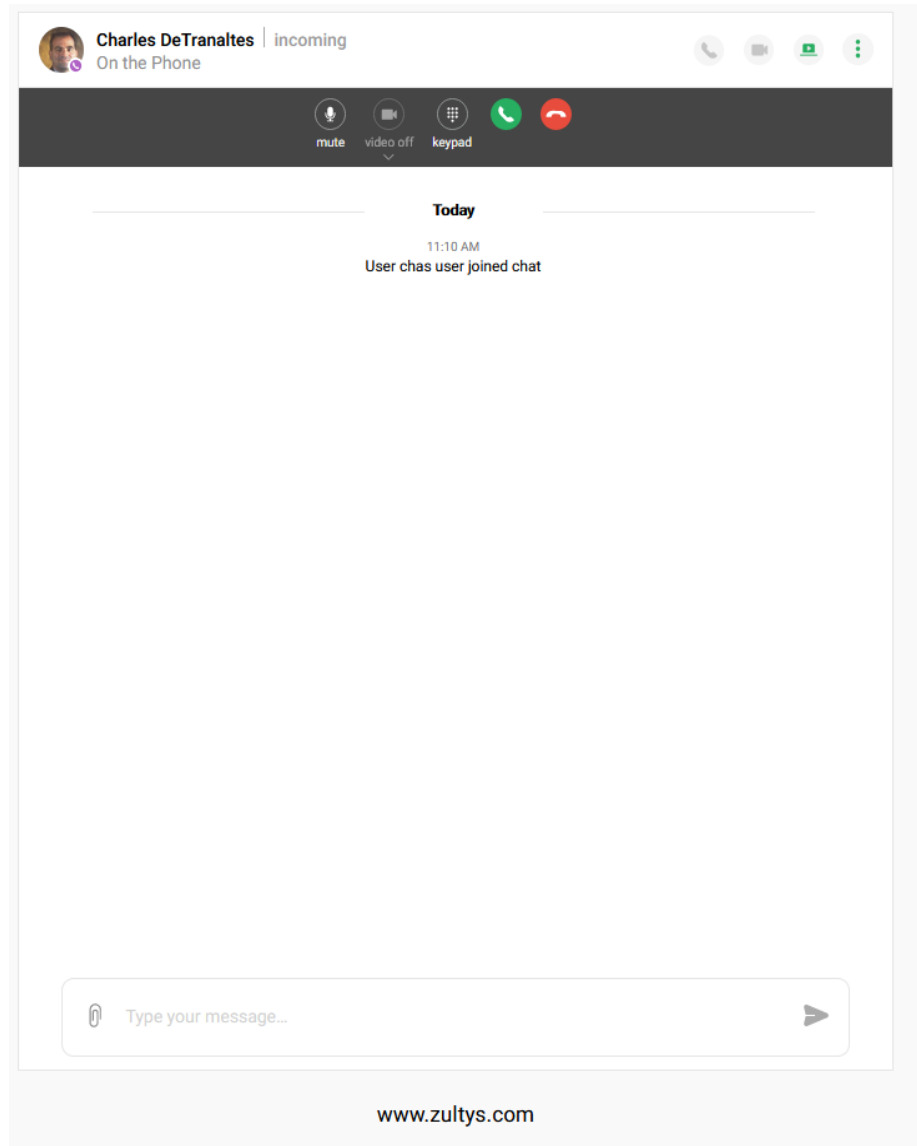 Charles DeTranaltes | incoming
On the Phone
mute video off keypad
Today
11:10 AM
User chas user joined chat
Type your message...
www.zultys.com